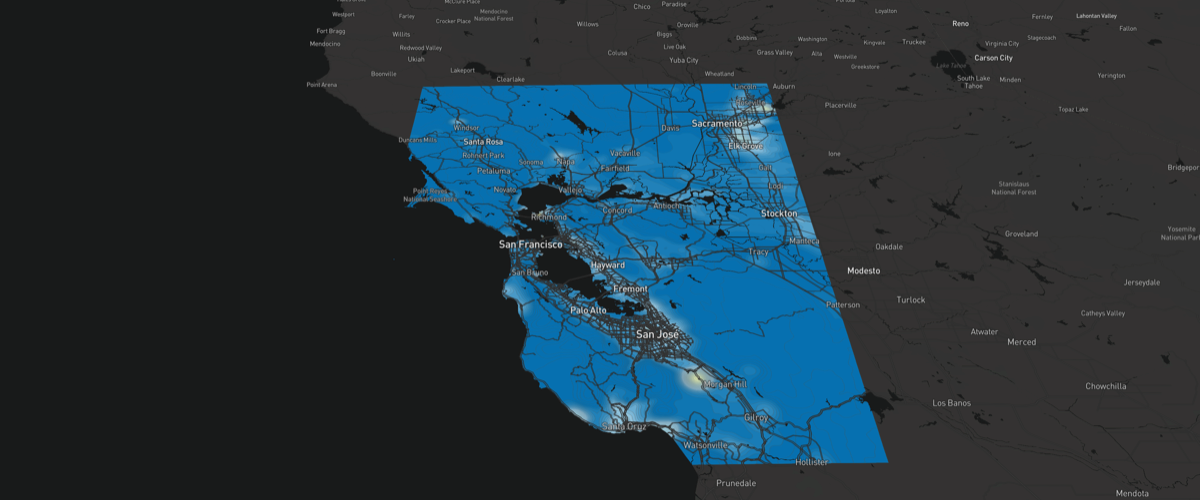 Mendocino
National Forest
Westport
Farley
Crocker Place
Chico
Paradise
Loyalton
Fort Bragg
Willits
Willows
Oroville
Reno
Fernley
Lahontan Valley
Fallon
Mendocino
Redwood Valley
Ukiah
Biggs
Live Oak
Colusa
Dobbins
Washington
Kingvale
Truckee
Virginia City
Stagecoach
Grass Valley
Alta
Westville
Yuba City
Greekstore
Lake Tahoe
Carson City
Boonville
Lakeport
Clearlake
Wheatland
South Lake
Tahoe
Minden
Yerington
Point Arena
Lincoln
Auburn
Roseville
Placerville
Topaz Lake
Windsor
Davis
Sacramento
Duncans Mills
Santa Rosa
Elk Grove
Rohnert Park
Sonoma
Napa
Vacaville
Fairfield
Ione
Petaluma
Galt
Bridgeport
Point Reyes
National Seashore
Novato
Vallejo
Lodi
Stanislaus
National Forest
Richmond
Concord
Antioch
Stockton
San Francisco
Manteca
Oakdale
Groveland
Yosemite
National Park
Tracy
San Bruno
Hayward
Modesto
Fremont
Jerseydale
Palo Alto
Patterson
Turlock
Catheys Valley
San Jose
Atwater
Merced
Morgan Hill
Chowchilla
Los Banos
Gilroy
Santa Cruz
Watsonville
Hollister
Prunedale
Mendota